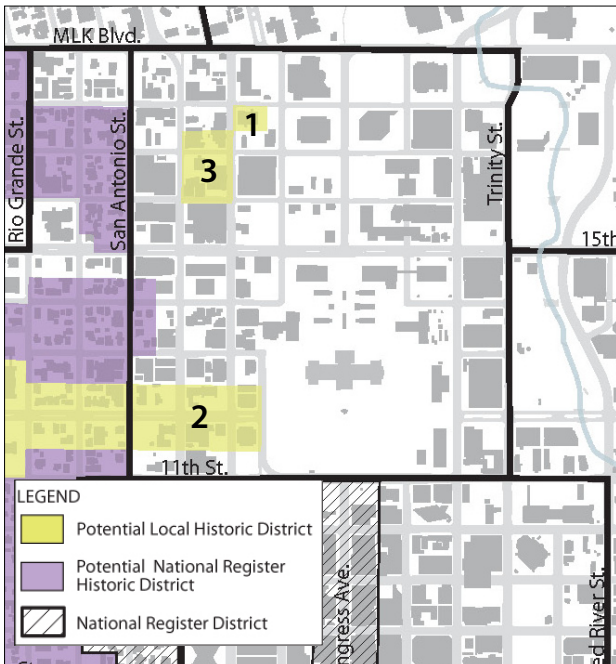 MLK Blvd.
1
3
Rio Grande St.
San Antonio St.
Trinity St.
15th
2
11th St.
LEGEND
Potential Local Historic District
Potential National Register
Historic District
National Register District
ngress Ave.
ed River St.